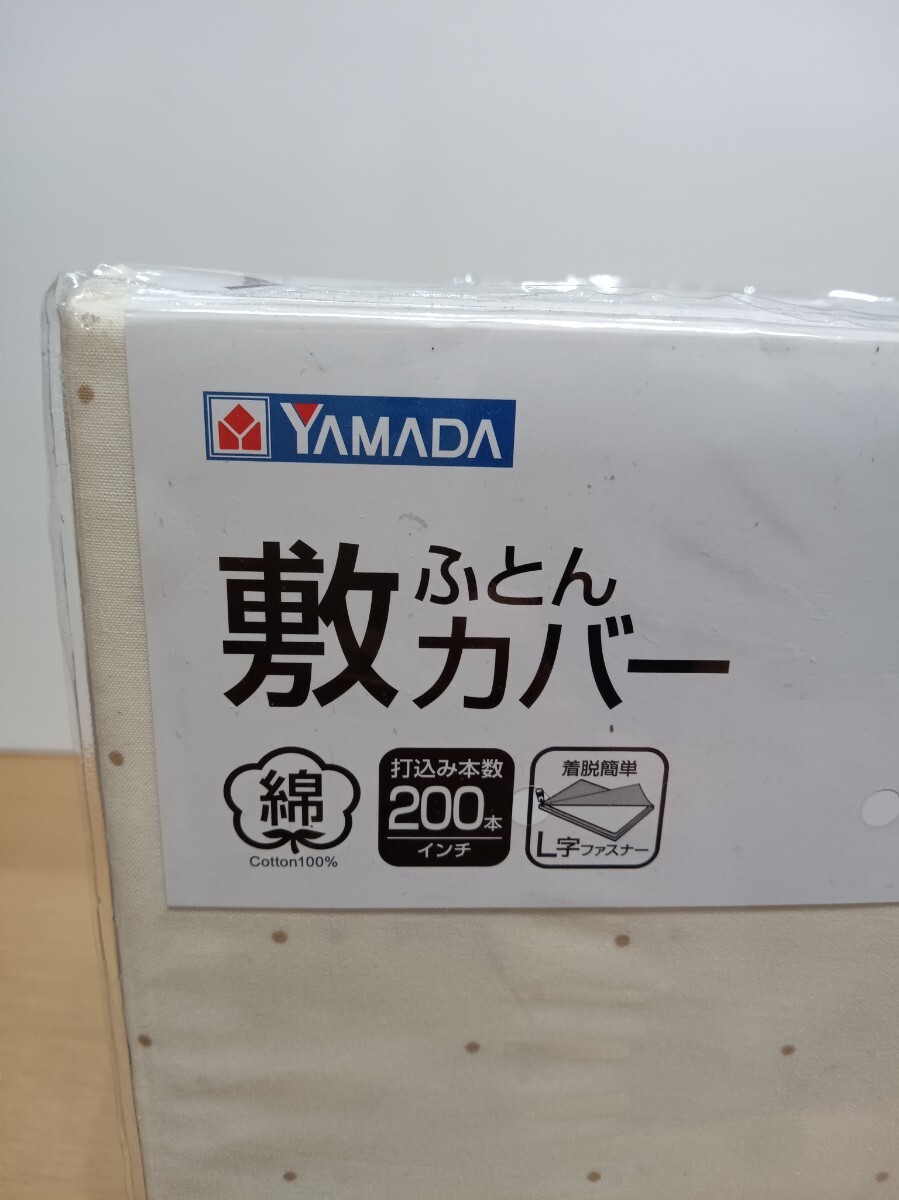 YAMADA
敷ふとんカバー
綿
Cotton100%
打込み本数
200本
インチ
着脱簡単
L字ファスナー